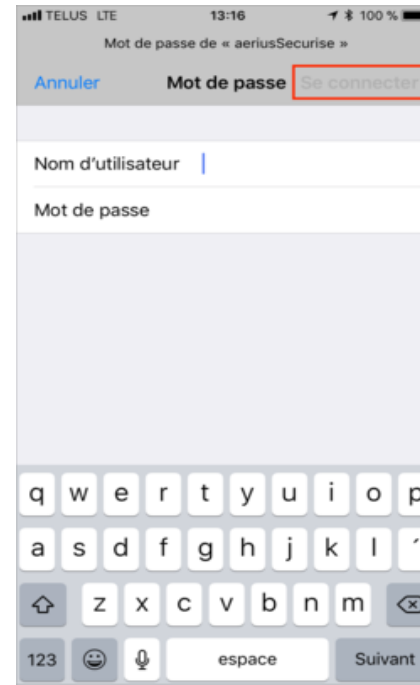 TELUS LTE 13:16 100 %
Mot de passe de « aeriusSecurise »
Annuler Mot de passe Se connecter
Nom d'utilisateur
Mot de passe
q w e r t y u i o p
a s d f g h j k l ´
z x c v b n m
123 espace Suivant